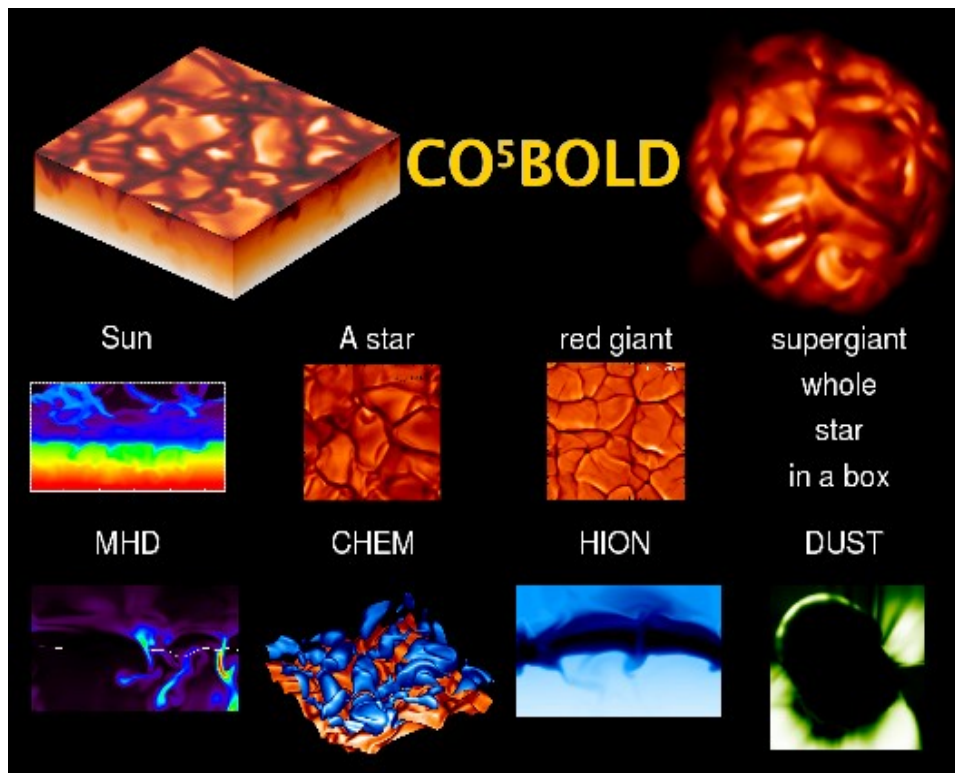 CO⁵BOLD
Sun
A star
red giant
supergiant
whole
star
in a box
MHD
CHEM
HION
DUST